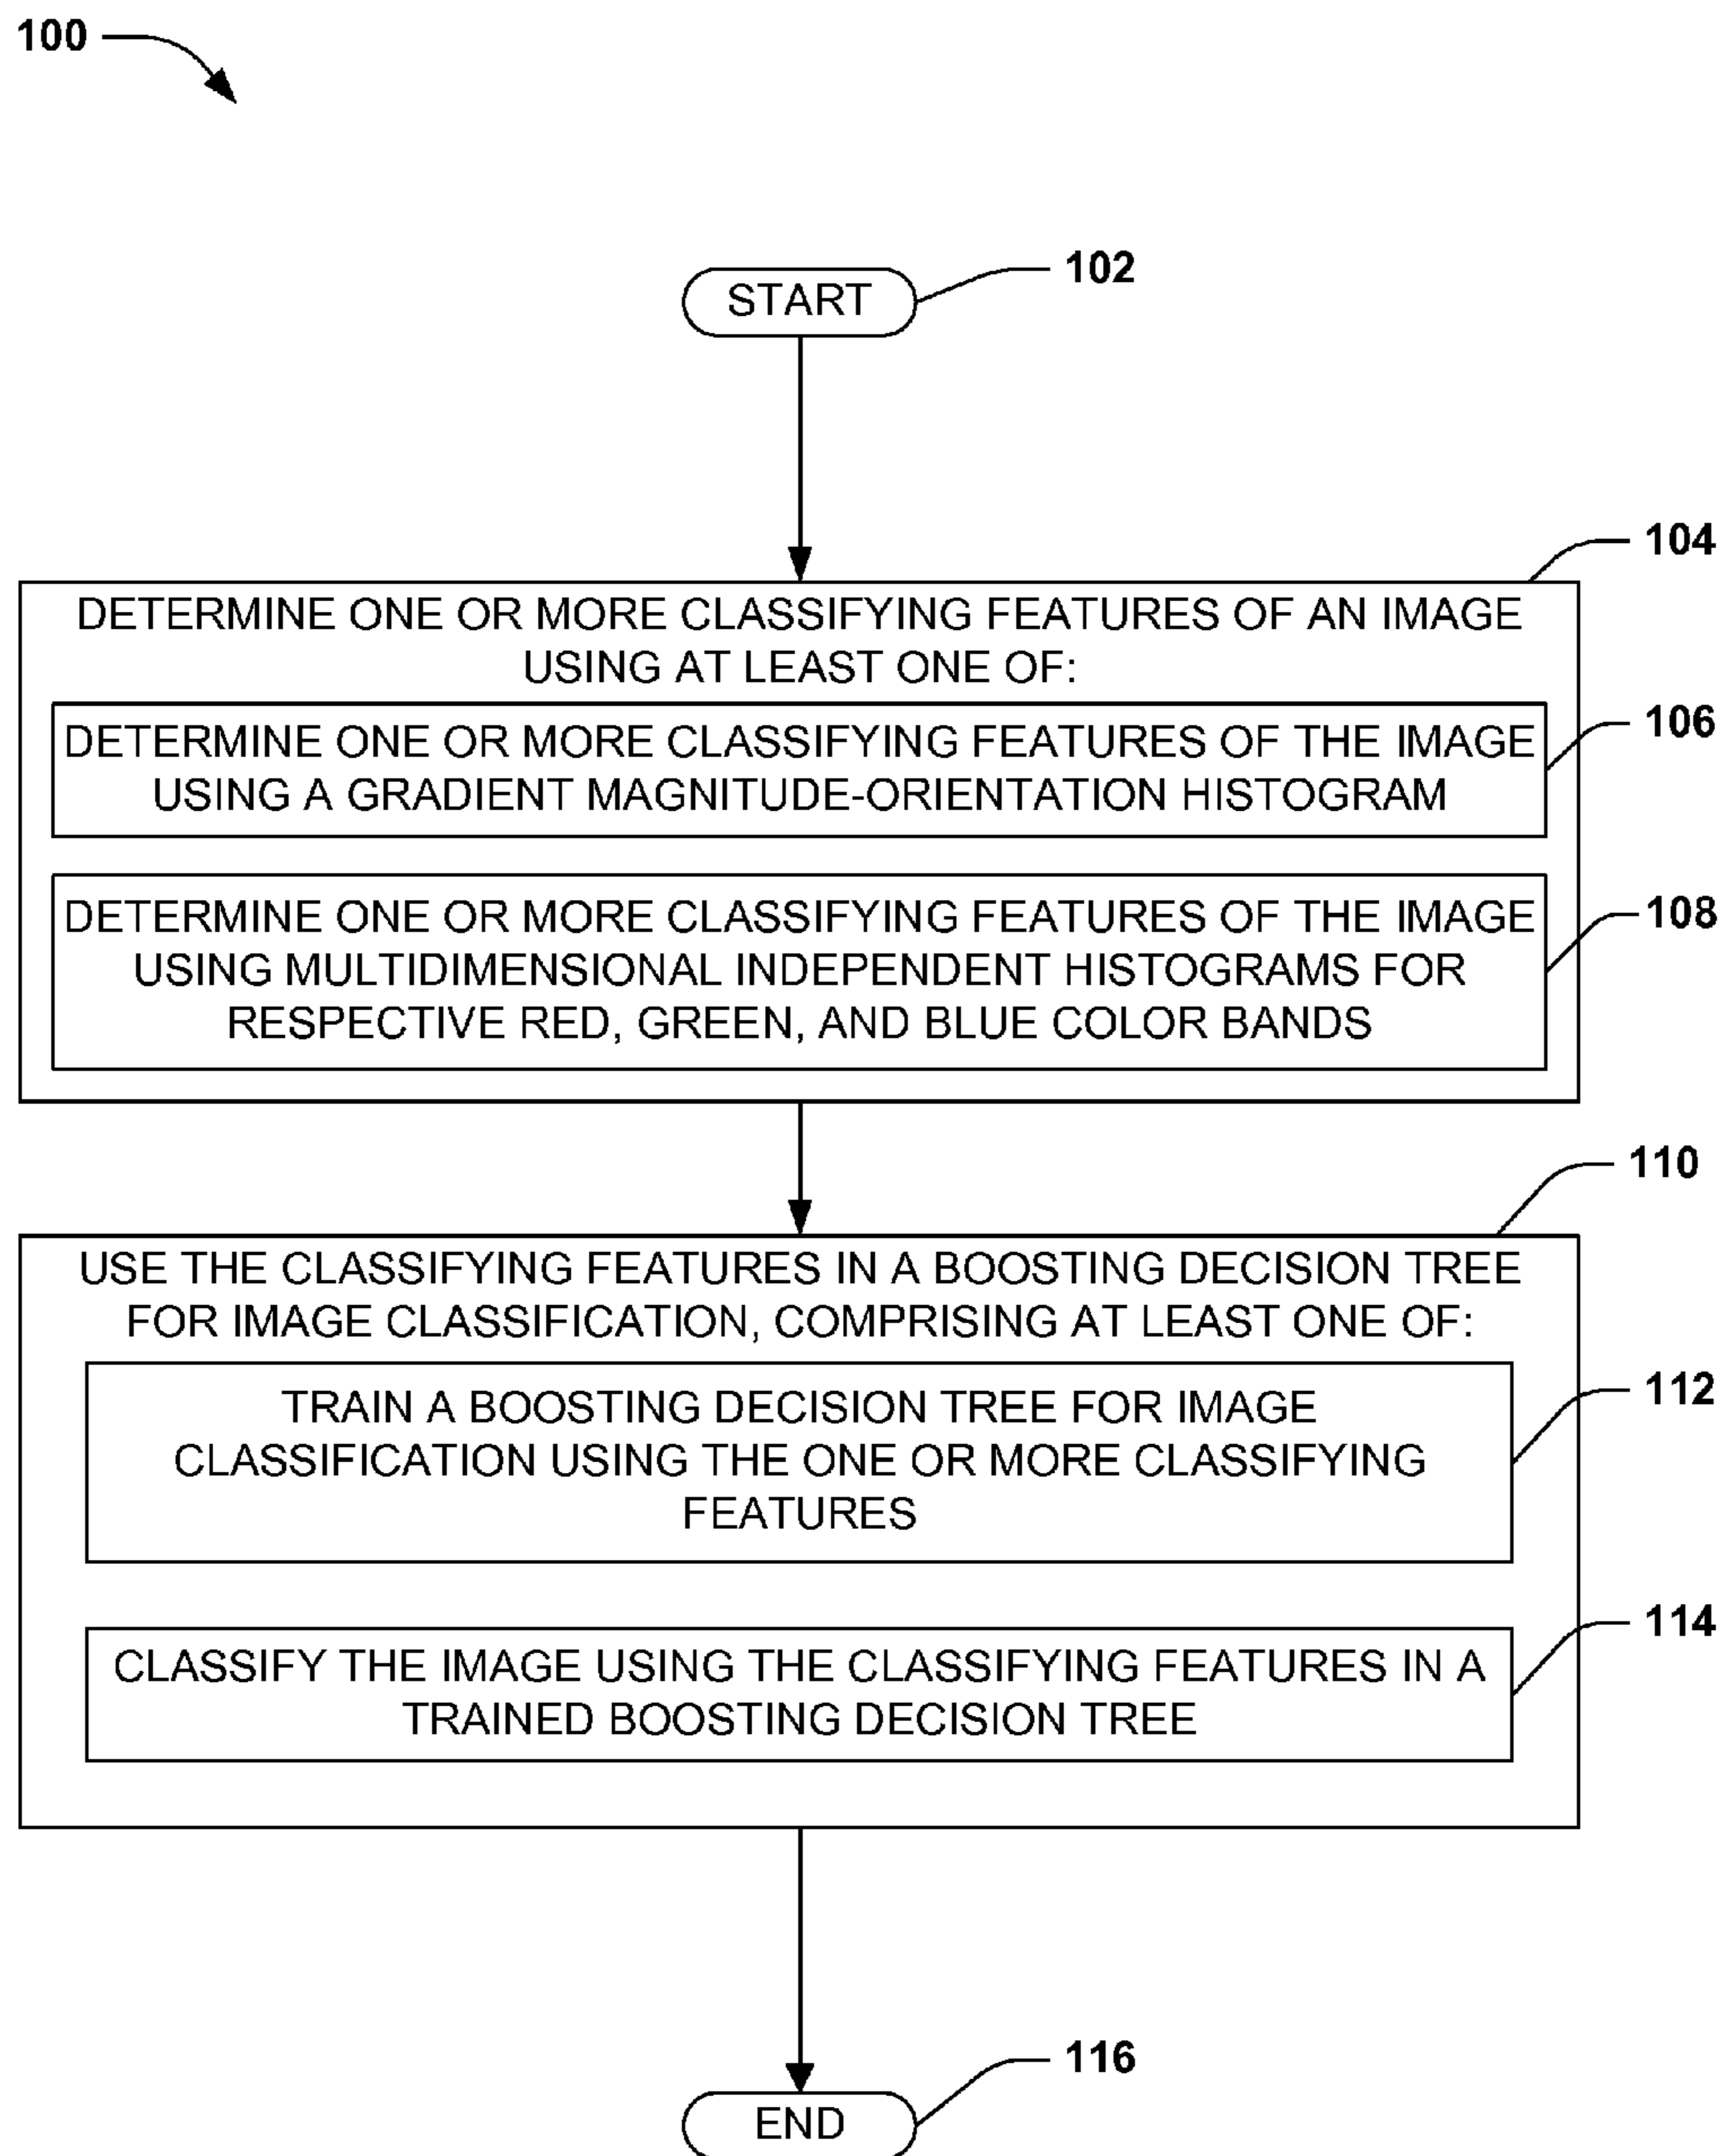 100
START
102
104
DETERMINE ONE OR MORE CLASSIFYING FEATURES OF AN IMAGE
USING AT LEAST ONE OF:
106
DETERMINE ONE OR MORE CLASSIFYING FEATURES OF THE IMAGE
USING A GRADIENT MAGNITUDE-ORIENTATION HISTOGRAM
108
DETERMINE ONE OR MORE CLASSIFYING FEATURES OF THE IMAGE
USING MULTIDIMENSIONAL INDEPENDENT HISTOGRAMS FOR
RESPECTIVE RED, GREEN, AND BLUE COLOR BANDS
110
USE THE CLASSIFYING FEATURES IN A BOOSTING DECISION TREE
FOR IMAGE CLASSIFICATION, COMPRISING AT LEAST ONE OF:
112
TRAIN A BOOSTING DECISION TREE FOR IMAGE
CLASSIFICATION USING THE ONE OR MORE CLASSIFYING
FEATURES
114
CLASSIFY THE IMAGE USING THE CLASSIFYING FEATURES IN A
TRAINED BOOSTING DECISION TREE
116
END